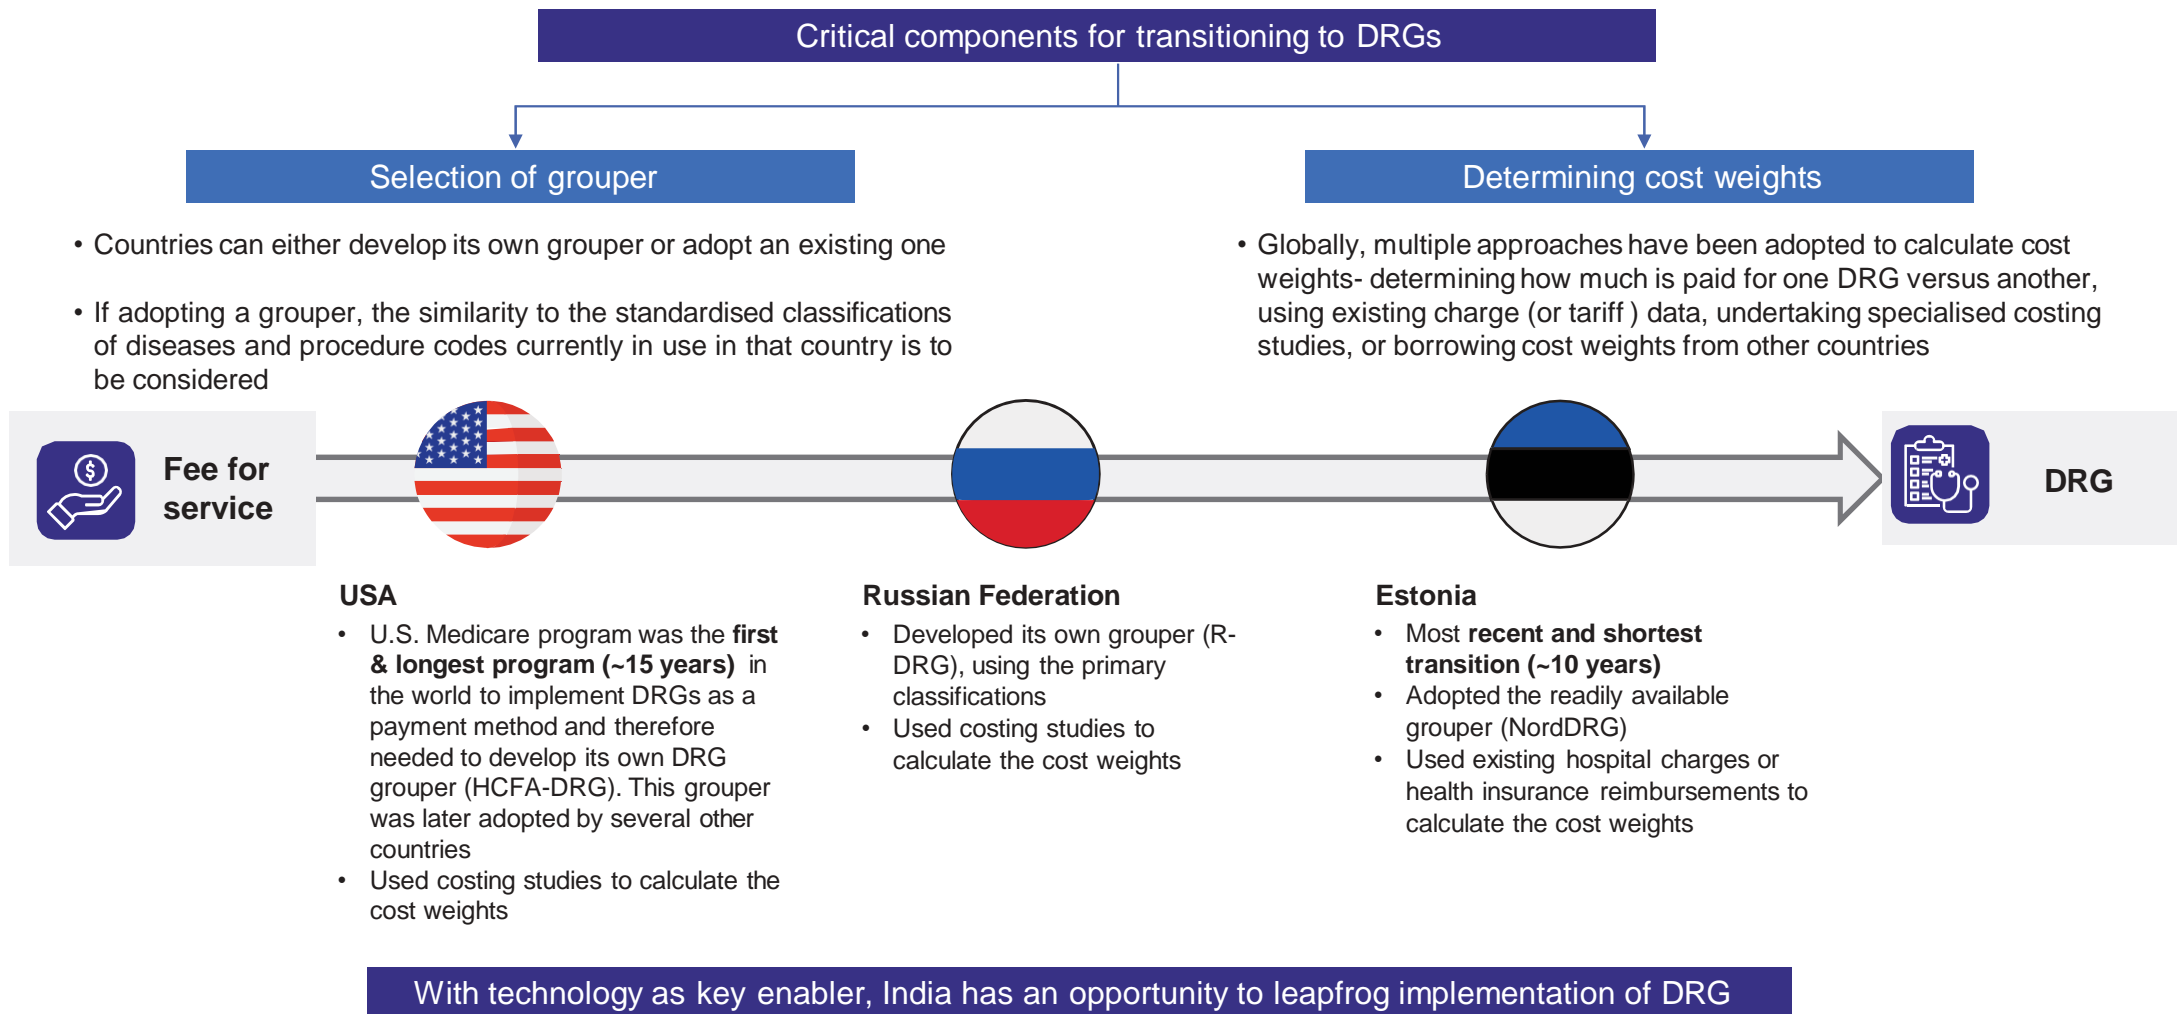 Critical components for transitioning to DRGs
Selection of grouper
Determining cost weights
• Countries can either develop its own grouper or adopt an existing one
• If adopting a grouper, the similarity to the standardised classifications
of diseases and procedure codes currently in use in that country is to
be considered
• Globally, multiple approaches have been adopted to calculate cost
weights- determining how much is paid for one DRG versus another,
using existing charge (or tariff ) data, undertaking specialised costing
studies, or borrowing cost weights from other countries
Fee for
service
DRG
USA
• U.S. Medicare program was the first
& longest program (~15 years) in
the world to implement DRGs as a
payment method and therefore
needed to develop its own DRG
grouper (HCFA-DRG). This grouper
was later adopted by several other
countries
• Used costing studies to calculate the
cost weights
Russian Federation
• Developed its own grouper (R-
DRG), using the primary
classifications
• Used costing studies to
calculate the cost weights
Estonia
• Most recent and shortest
transition (~10 years)
• Adopted the readily available
grouper (NordDRG)
• Used existing hospital charges or
health insurance reimbursements to
calculate the cost weights
With technology as key enabler, India has an opportunity to leapfrog implementation of DRG